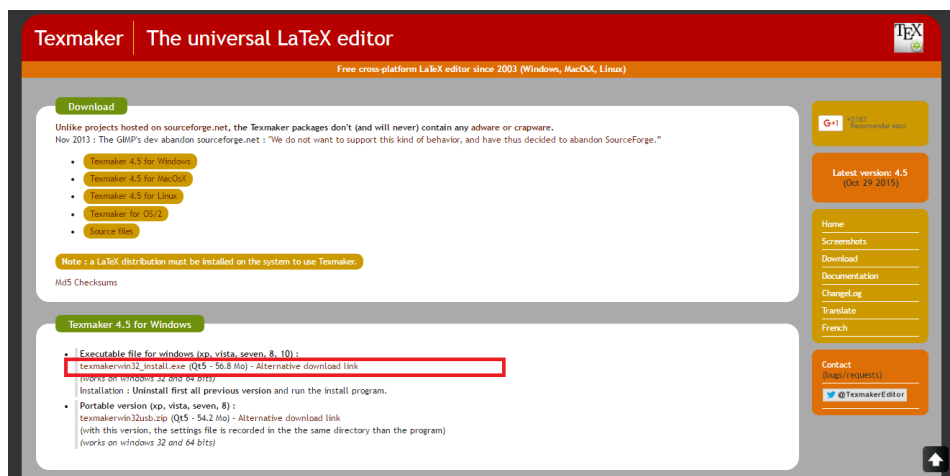 Texmaker The universal LaTeX editor
TEX
Free cross-platform LaTeX editor since 2003 (Windows, MacOsX, Linux)
Download
Unlike projects hosted on sourceforge.net, the Texmaker packages don't (and will never) contain any adware or crapware.
Nov 2013 : The GIMP's dev abandon sourceforge.net : "We do not want to support this kind of behavior, and have thus decided to abandon SourceForge."
Texmaker 4.5 for Windows
Texmaker 4.5 for MacOsX
Texmaker 4.5 for Linux
Texmaker for OS/2
Source files
Note : a LaTeX distribution must be installed on the system to use Texmaker.
Md5 Checksums
Texmaker 4.5 for Windows
Executable file for windows (xp, vista, seven, 8, 10) :
texmakerwin32_install.exe (Qt5 - 56.8 Mo) - Alternative download link
(works on windows 32 and 64 bits)
Installation : Uninstall first all previous version and run the install program.
Portable version (xp, vista, seven, 8) :
texmakerwin32usb.zip (Qt5 - 54.2 Mo) - Alternative download link
(with this version, the settings file is recorded in the the same directory than the program)
(works on windows 32 and 64 bits)
G+1
+2187
Recomendar esto
Latest version: 4.5
(Oct 29 2015)
Home
Screenshots
Download
Documentation
ChangeLog
Translate
French
Contact
(bugs/requests)
@TexmakerEditor